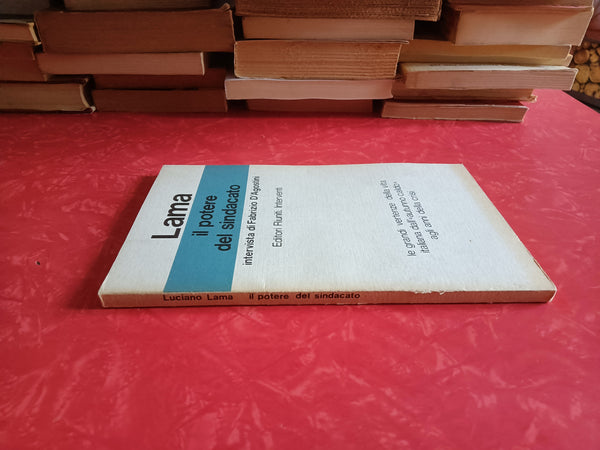 Lama
il potere
del sindacato
intervista di Fabrizio D'Agostini
Editori Riuniti Interventi
le grandi vertenze della vita
italiana dall'«autunno caldo»
agli anni della crisi
Luciano Lama il potere del sindacato